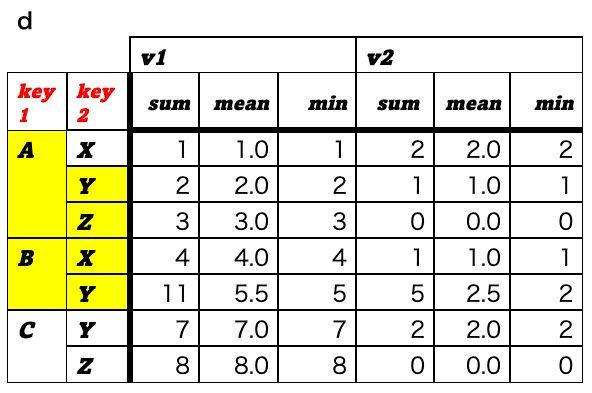 d
v1 v2
key 1 key 2 sum mean min sum mean min
A X 1 1.0 1 2 2.0 2
Y 2 2.0 2 1 1.0 1
Z 3 3.0 3 0 0.0 0
B X 4 4.0 4 1 1.0 1
Y 11 5.5 5 5 2.5 2
C Y 7 7.0 7 2 2.0 2
Z 8 8.0 8 0 0.0 0